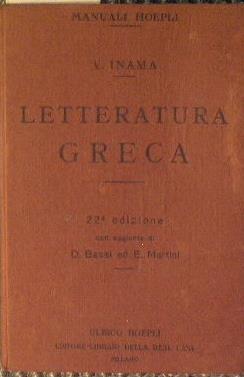 MANUALI HOEPLI
V. INAMA
LETTERATURA
GRECA
22ª edizione
con aggiunte di
D. Bassi ed E. Martini
ULRICO HOEPLI
EDITORE-LIBRAIO DELLA REAL CASA
MILANO